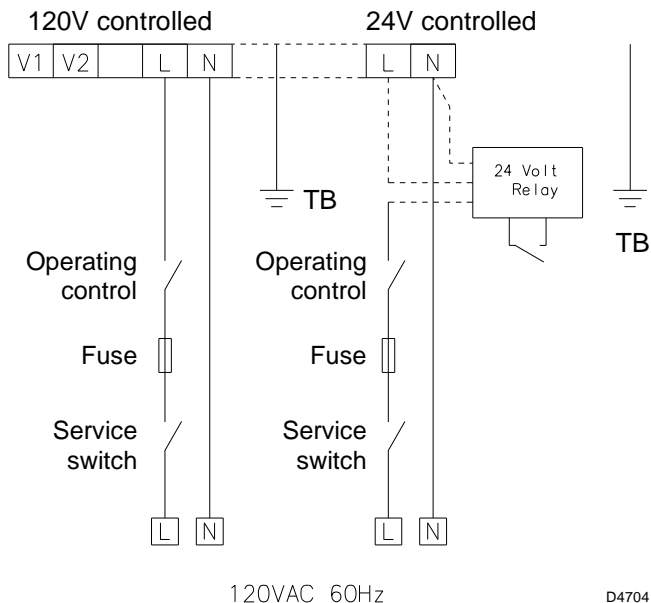 120V controlled
24V controlled
V1 V2 L N
L N
24 Volt
Relay
TB
TB
Operating
control
Operating
control
Fuse
Fuse
Service
switch
Service
switch
L N
L N
120VAC 60Hz
D4704